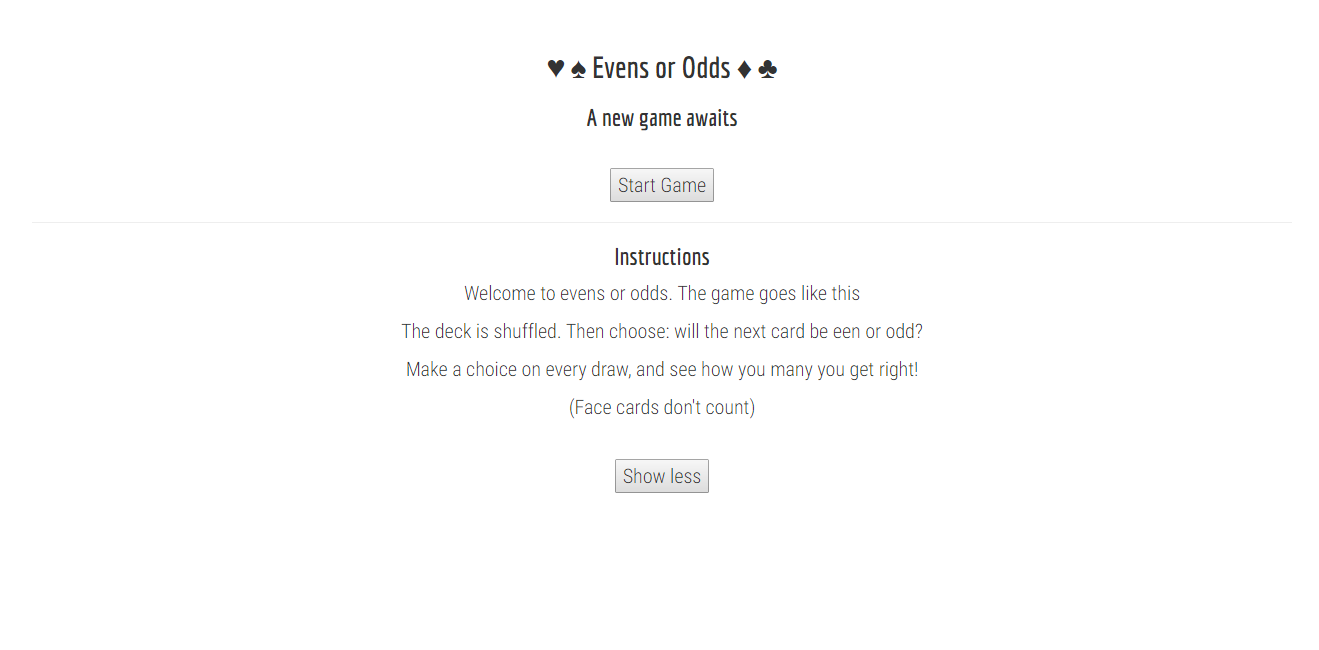 ♥ ♠ Evens or Odds ♦ ♣
A new game awaits
Start Game
Instructions
Welcome to evens or odds. The game goes like this
The deck is shuffled. Then choose: will the next card be een or odd?
Make a choice on every draw, and see how you many you get right!
(Face cards don't count)
Show less